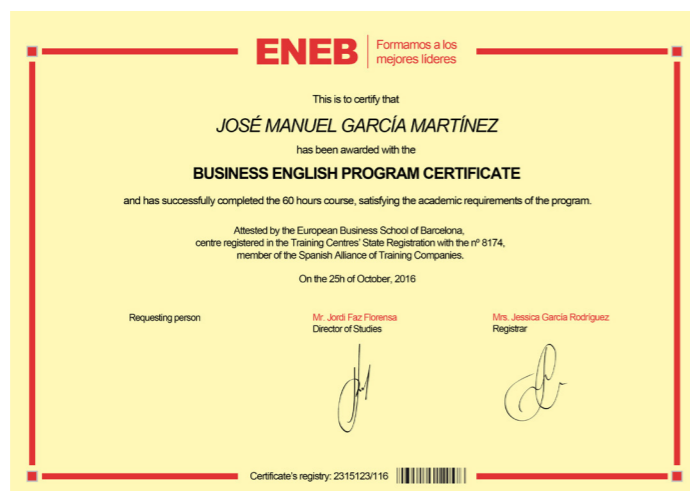 ENEB
Formamos a los
mejores líderes
This is to certify that
JOSÉ MANUEL GARCÍA MARTÍNEZ
has been awarded with the
BUSINESS ENGLISH PROGRAM CERTIFICATE
and has successfully completed the 60 hours course, satisfying the academic requirements of the program.
Attested by the European Business School of Barcelona,
centre registered in the Training Centres' State Registration with the nº 8174,
member of the Spanish Alliance of Training Companies.
On the 25h of October, 2016
Requesting person
Mr. Jordi Faz Florensa
Director of Studies
Mrs. Jessica García Rodríguez
Registrar
Certificate's registry: 2315123/116